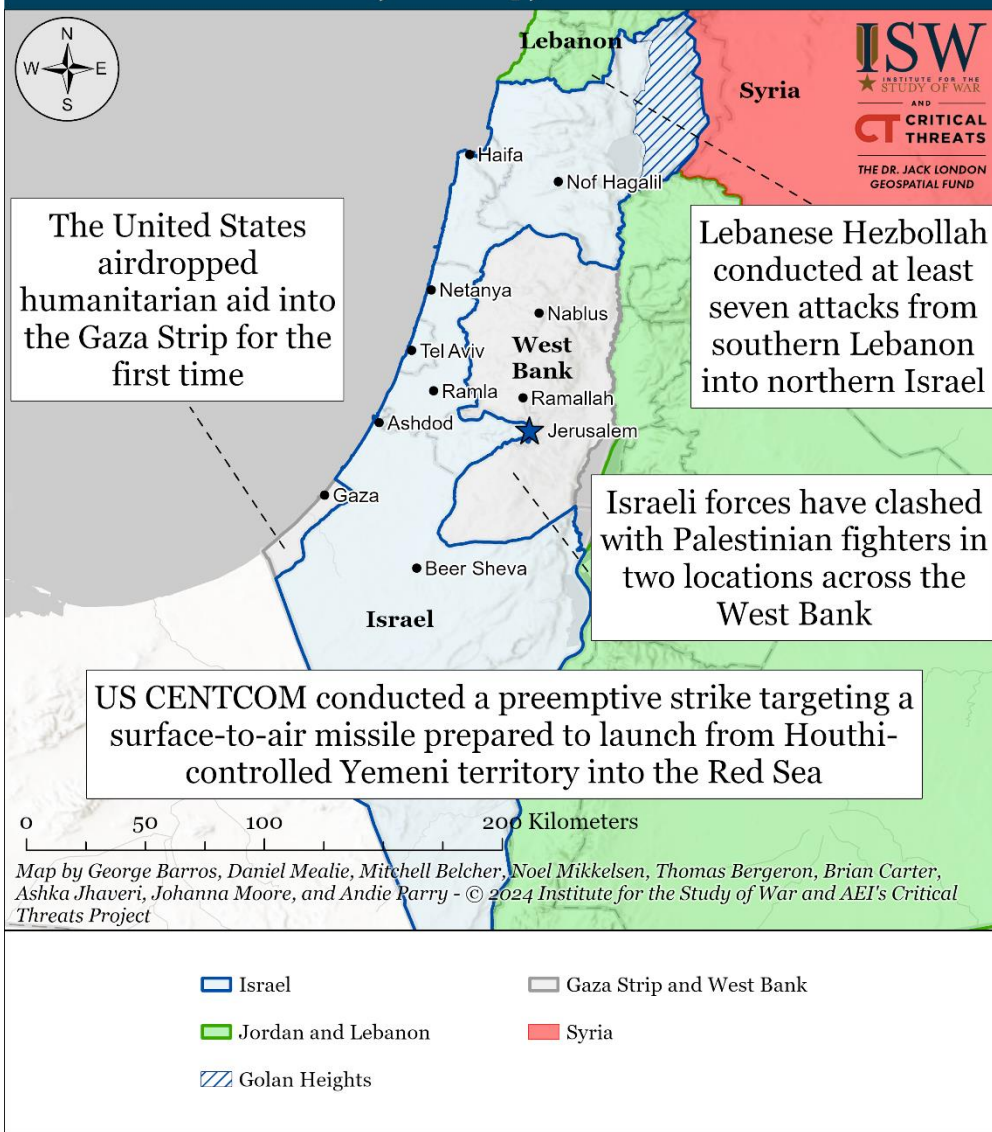 N
W E
S
Lebanon
Syria
ISW
INSTITUTE FOR THE
STUDY OF WAR
AND
CT CRITICAL
THREATS
THE DR. JACK LONDON
GEOSPATIAL FUND
Haifa
Nof Hagalil
The United States
airdropped
humanitarian aid into
the Gaza Strip for the
first time
Lebanese Hezbollah
conducted at least
seven attacks from
southern Lebanon
into northern Israel
Netanya
Nablus
Tel Aviv
West
Bank
Ramla
Ramallah
Ashdod
Jerusalem
Gaza
Israeli forces have clashed
with Palestinian fighters in
two locations across the
West Bank
Beer Sheva
Israel
US CENTCOM conducted a preemptive strike targeting a
surface-to-air missile prepared to launch from Houthi-
controlled Yemeni territory into the Red Sea
0 50 100 200 Kilometers
Map by George Barros, Daniel Mealie, Mitchell Belcher, Noel Mikkelsen, Thomas Bergeron, Brian Carter,
Ashka Jhaveri, Johanna Moore, and Andie Parry - © 2024 Institute for the Study of War and AEI's Critical
Threats Project
Israel
Gaza Strip and West Bank
Jordan and Lebanon
Syria
Golan Heights